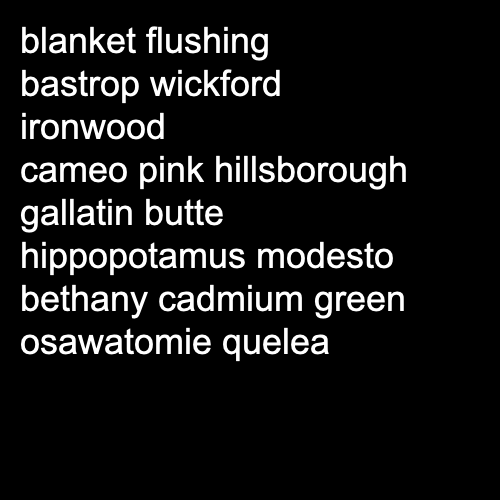 blanket flushing
bastrop wickford
ironwood
cameo pink hillsborough
gallatin butte
hippopotamus modesto
bethany cadmium green
osawatomie quelea